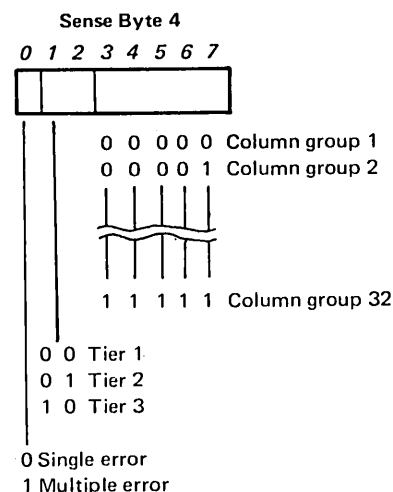 Sense Byte 4
0 1 2 3 4 5 6 7
0 0 0 0 0 Column group 1
0 0 0 0 1 Column group 2
1 1 1 1 1 Column group 32
0 0 Tier 1
0 1 Tier 2
1 0 Tier 3
0 Single error
1 Multiple error